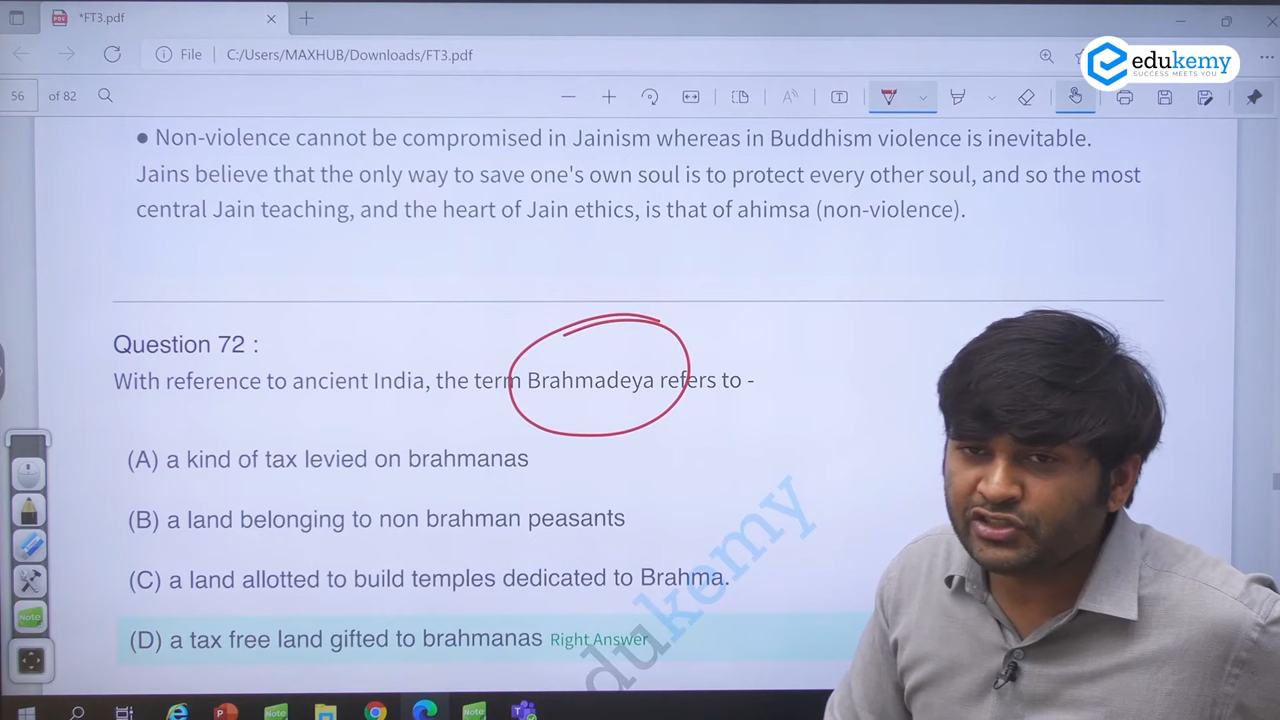 *FT3.pdf
File C:/Users/MAXHUB/Downloads/FT3.pdf
edukemy
SUCCESS MEETS YOU
56 of 82
● Non-violence cannot be compromised in Jainism whereas in Buddhism violence is inevitable.
Jains believe that the only way to save one's own soul is to protect every other soul, and so the most
central Jain teaching, and the heart of Jain ethics, is that of ahimsa (non-violence).
Question 72 :
With reference to ancient India, the term Brahmadeya refers to -
(A) a kind of tax levied on brahmanas
(B) a land belonging to non brahman peasants
(C) a land allotted to build temples dedicated to Brahma.
(D) a tax free land gifted to brahmanas Right Answer
dukemy
Note
Note
Note